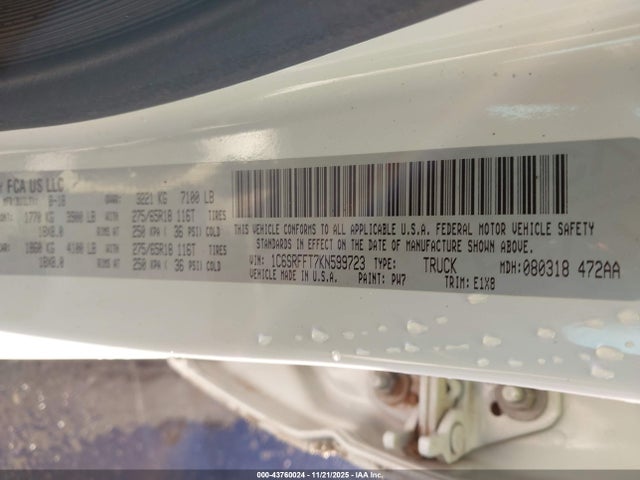 FCA US LLC
8-18 GVWR: 3221 KG 7100 LB
1770 KG 3900 LB WITH 275/65R18 116T TIRES
18X8.0 RIMS AT 250 KPA ( 36 PSI) COLD
1860 KG 4100 LB WITH 275/65R18 116T TIRES
18X8.0 RIMS AT 250 KPA ( 36 PSI) COLD
THIS VEHICLE CONFORMS TO ALL APPLICABLE U.S.A. FEDERAL MOTOR VEHICLE SAFETY
STANDARDS IN EFFECT ON THE DATE OF MANUFACTURE SHOWN ABOVE.
VIN: 1C6SRFFT7KN599723 TYPE: TRUCK MDH: 080318 472AA
MADE IN U.S.A. PAINT: PW7 TRIM: E1X8
000-43760024 | 11/21/2025 - IAA Inc.